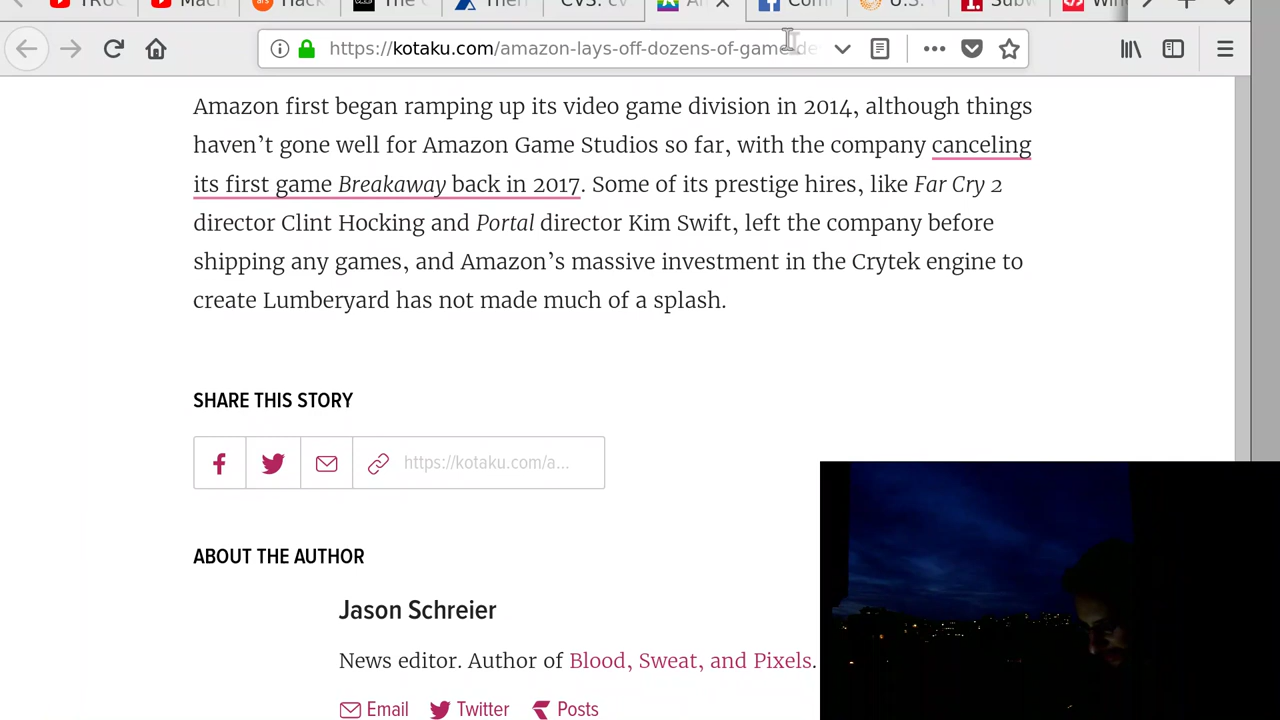 CVS: cv
U.S.
https://kotaku.com/amazon-lays-off-dozens-of-game-de
Amazon first began ramping up its video game division in 2014, although things
haven’t gone well for Amazon Game Studios so far, with the company canceling
its first game Breakaway back in 2017. Some of its prestige hires, like Far Cry 2
director Clint Hocking and Portal director Kim Swift, left the company before
shipping any games, and Amazon’s massive investment in the Crytek engine to
create Lumberyard has not made much of a splash.
SHARE THIS STORY
https://kotaku.com/a...
ABOUT THE AUTHOR
Jason Schreier
News editor. Author of Blood, Sweat, and Pixels.
Email Twitter Posts